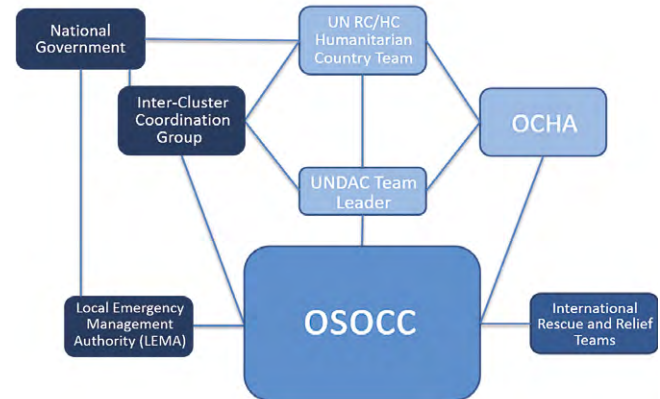 National
Government
UN RC/HC
Humanitarian
Country Team
Inter-Cluster
Coordination
Group
OCHA
UNDAC Team
Leader
OSOCC
Local Emergency
Management
Authority (LEMA)
International
Rescue and Relief
Teams